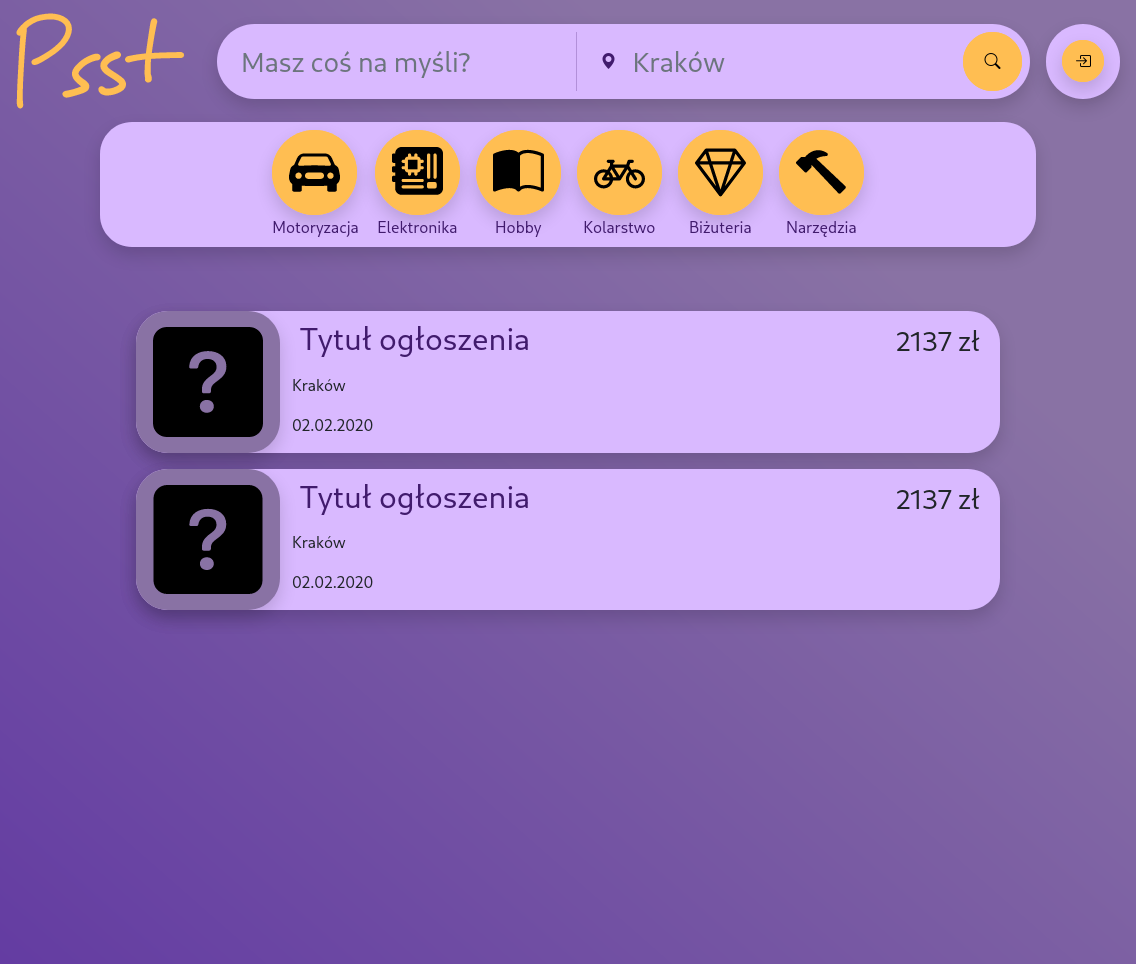 Psst
Masz coś na myśli?
Kraków
Motoryzacja Elektronika Hobby Kolarstwo Biżuteria Narzędzia
?
Tytuł ogłoszenia
2137 zł
Kraków
02.02.2020
?
Tytuł ogłoszenia
2137 zł
Kraków
02.02.2020